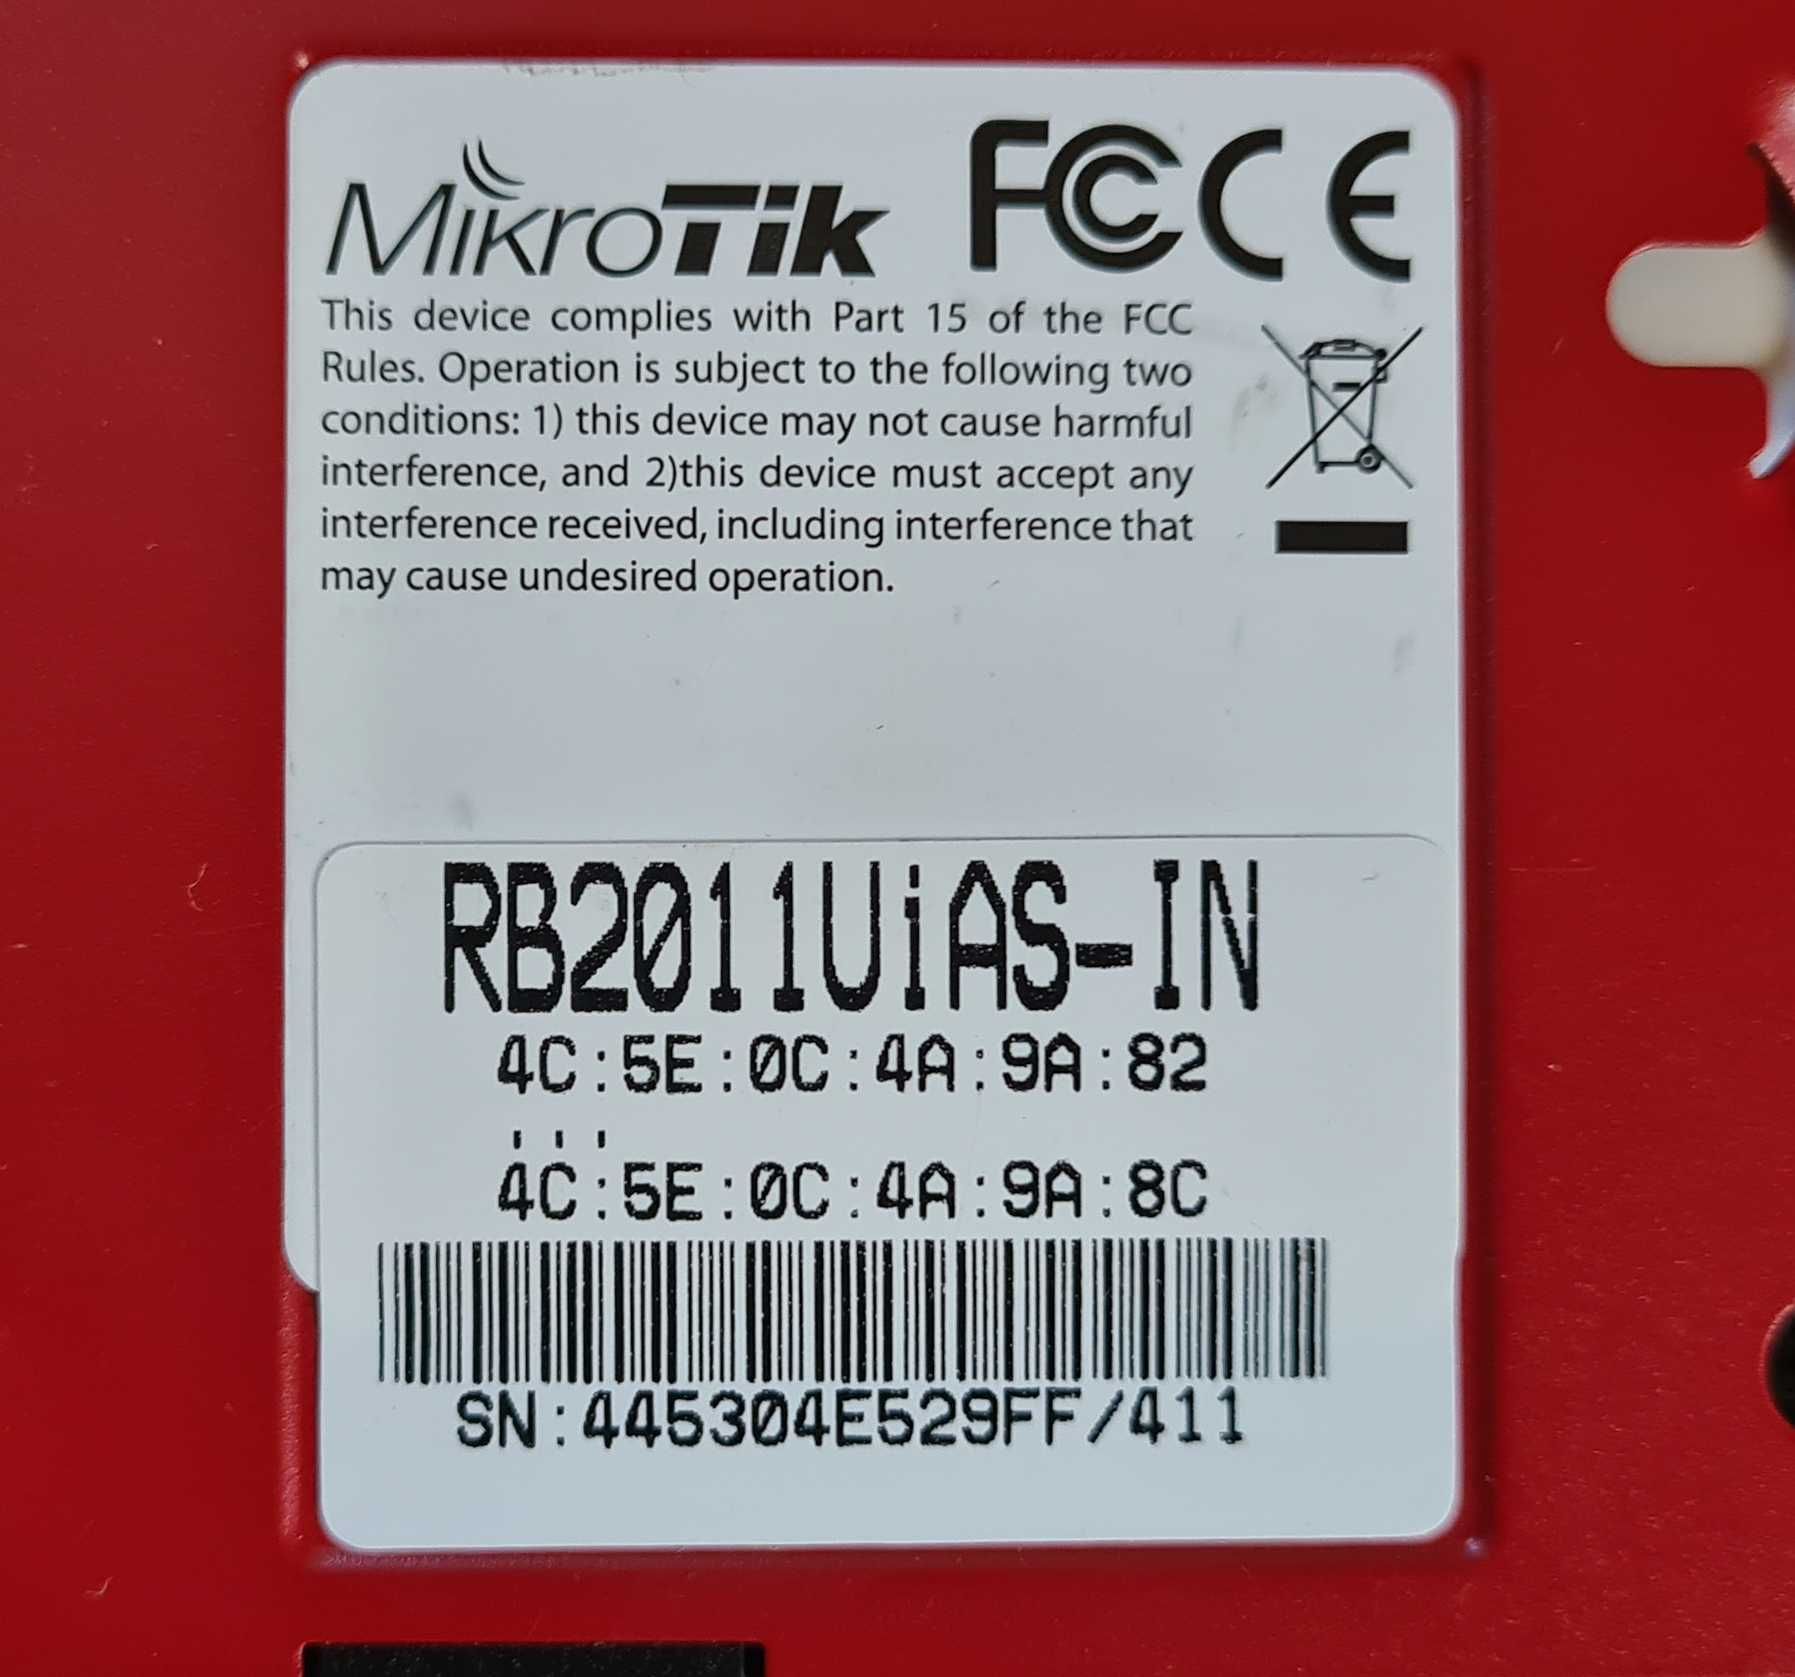 MikroTik FCC CE
This device complies with Part 15 of the FCC
Rules. Operation is subject to the following two
conditions: 1) this device may not cause harmful
interference, and 2)this device must accept any
interference received, including interference that
may cause undesired operation.
RB2011UiAS-IN
4C:5E:0C:4A:9A:82
...
4C:5E:0C:4A:9A:8C
SN:445304E529FF/411